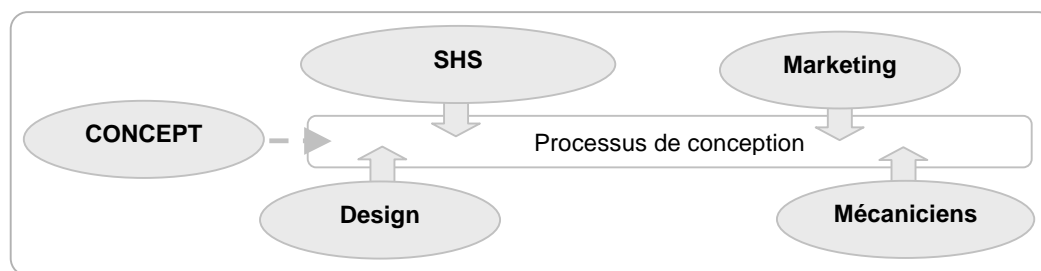 SHS
Marketing
CONCEPT
Processus de conception
Design
Mécaniciens